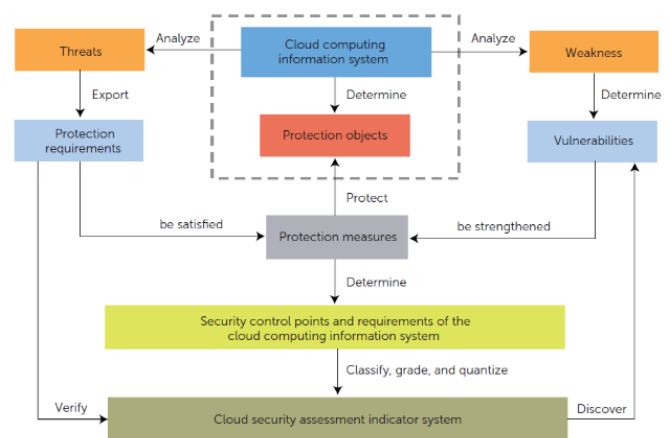 Threats
Analyze
Cloud computing
information system
Analyze
Weakness
Export
Determine
Determine
Protection
requirements
Protection objects
Vulnerabilities
Protect
be satisfied
Protection measures
be strengthened
Determine
Security control points and requirements of the
cloud computing information system
Classify, grade, and quantize
Verify
Cloud security assessment indicator system
Discover